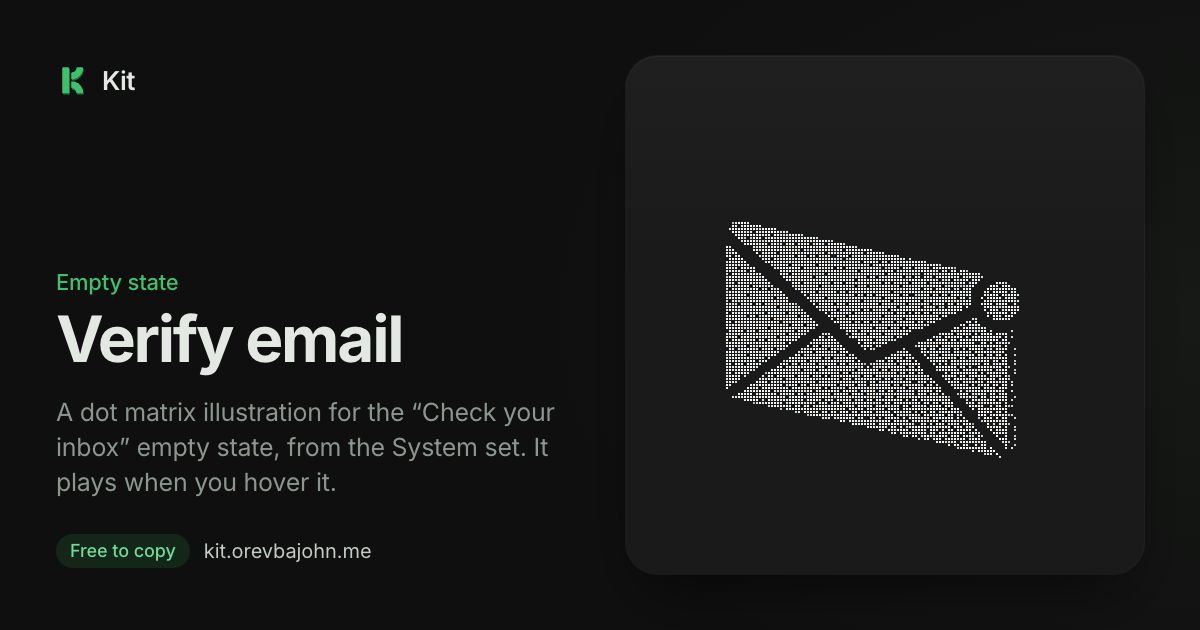 Kit
Empty state
Verify email
A dot matrix illustration for the “Check your
inbox” empty state, from the System set. It
plays when you hover it.
Free to copy
kit.orevbajohn.me